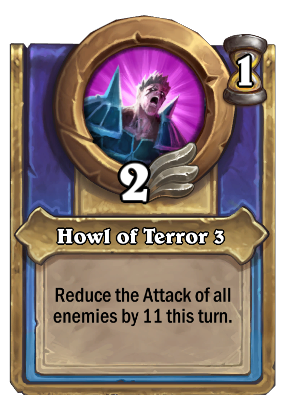 1
2
Howl of Terror 3
Reduce the Attack of all
enemies by 11 this turn.